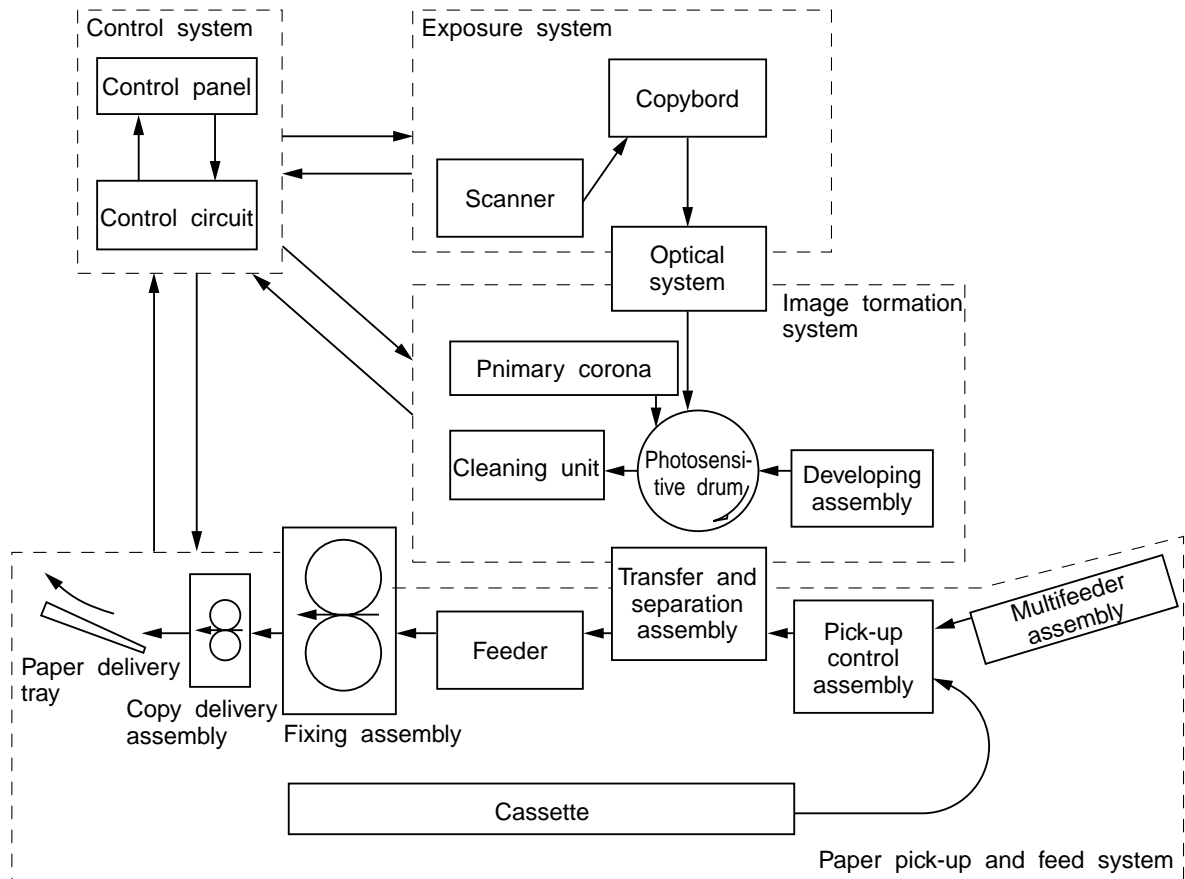 Control system
Control panel
Control circuit
Exposure system
Copybord
Scanner
Optical
system
Image tormation
system
Pnimary corona
Cleaning unit
Photosensi-
tive drum
Developing
assembly
Transfer and
separation
assembly
Multifeeder
assembly
Pick-up
control
assembly
Feeder
Fixing assembly
Copy delivery
assembly
Paper delivery
tray
Cassette
Paper pick-up and feed system